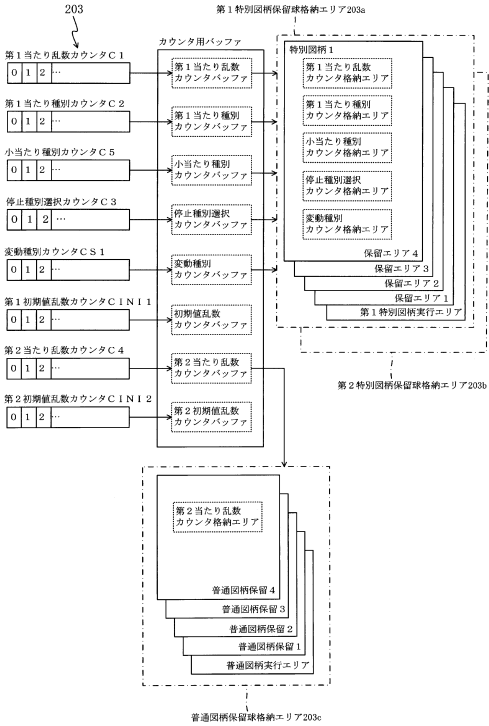 203
第１特別図柄保留球格納エリア203a
カウンタ用バッファ
第１当たり乱数カウンタＣ１
0 1 2 …
第１当たり種別カウンタＣ２
0 1 2 …
小当たり種別カウンタＣ５
0 1 2 …
停止種別選択カウンタＣ３
0 1 2 …
変動種別カウンタＣＳ１
0 1 2 …
第１初期値乱数カウンタＣＩＮＩ１
0 1 2 …
第２当たり乱数カウンタＣ４
0 1 2 …
第２初期値乱数カウンタＣＩＮＩ２
0 1 2 …
第１当たり乱数
カウンタバッファ
第１当たり種別
カウンタバッファ
小当たり種別
カウンタバッファ
停止種別選択
カウンタバッファ
変動種別
カウンタバッファ
初期値乱数
カウンタバッファ
第２当たり乱数
カウンタバッファ
第２初期値乱数
カウンタバッファ
特別図柄１
第１当たり乱数
カウンタ格納エリア
第１当たり種別
カウンタ格納エリア
小当たり種別
カウンタ格納エリア
停止種別選択
カウンタ格納エリア
変動種別
カウンタ格納エリア
保留エリア４
保留エリア３
保留エリア２
保留エリア１
第１特別図柄実行エリア
第２特別図柄保留球格納エリア203b
第２当たり乱数
カウンタ格納エリア
普通図柄保留４
普通図柄保留３
普通図柄保留２
普通図柄保留１
普通図柄実行エリア
普通図柄保留球格納エリア203c